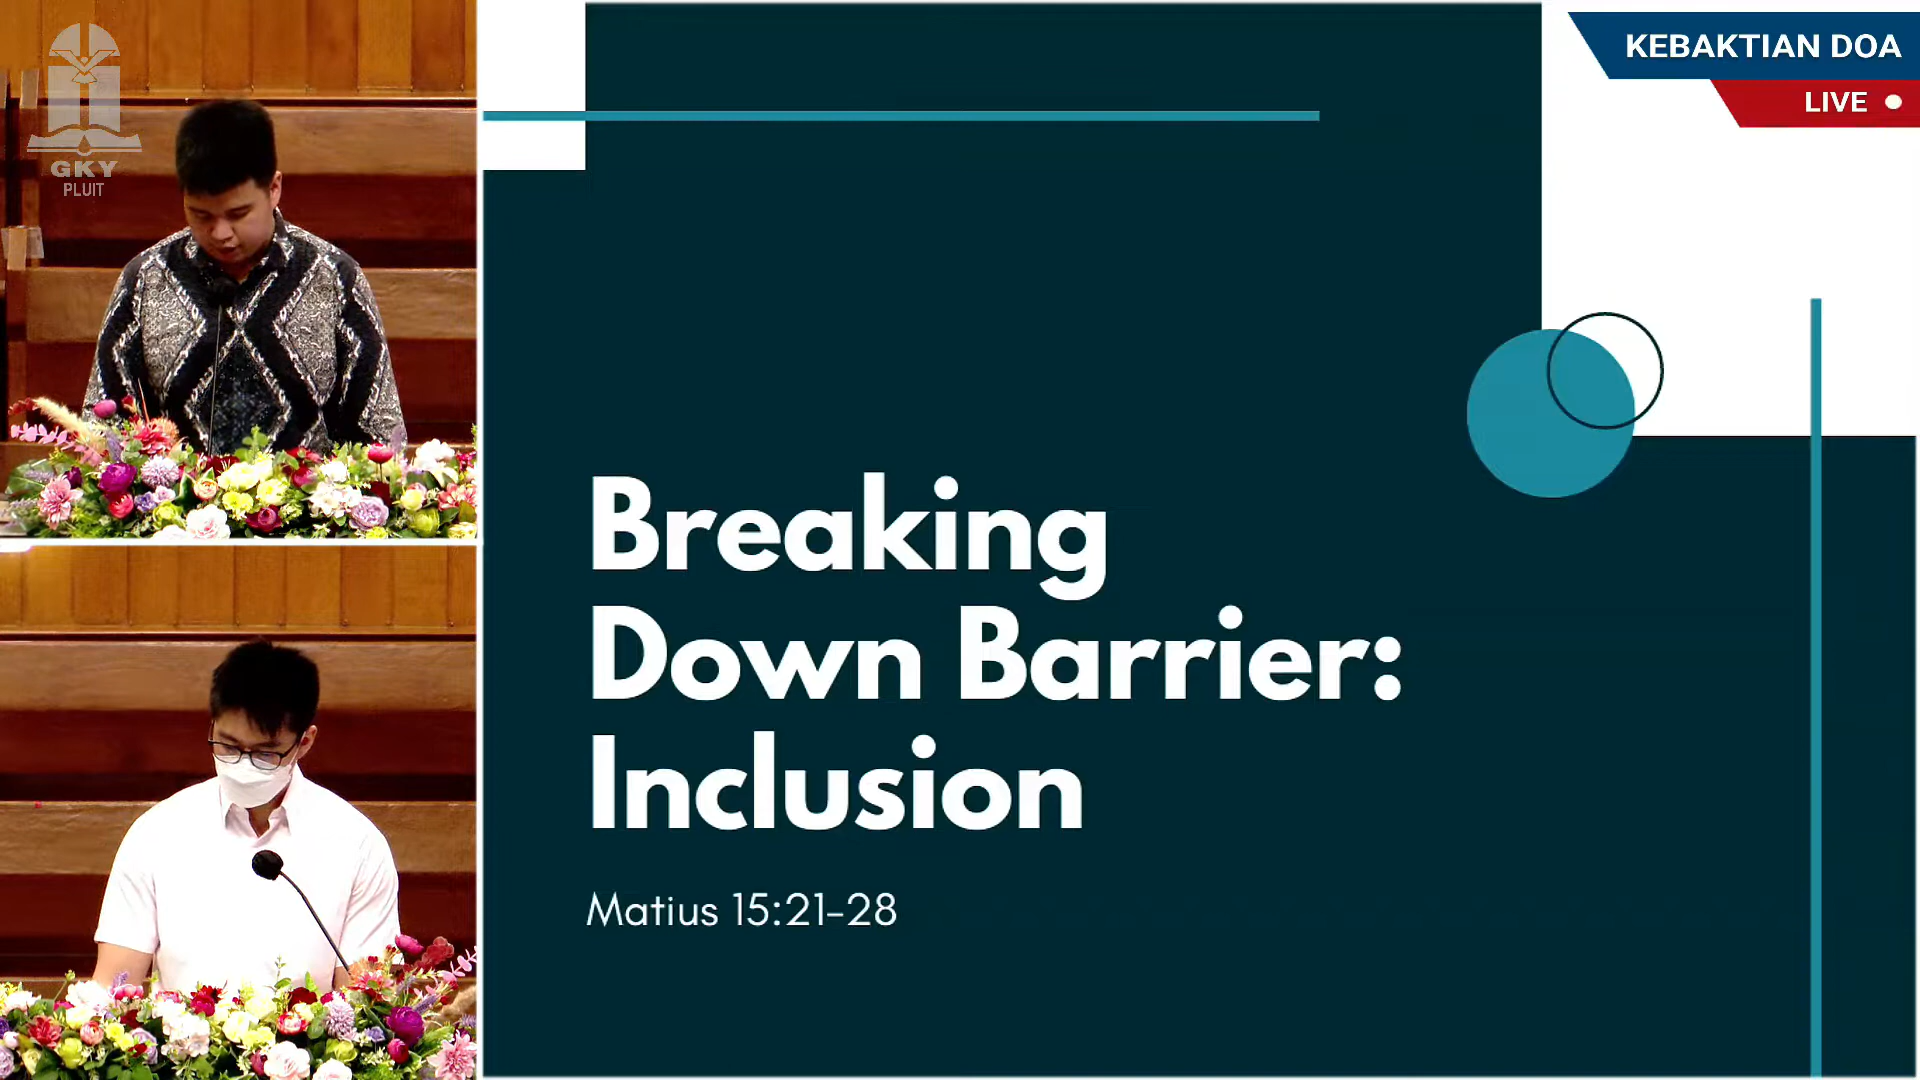 GKY
PLUIT
KEBAKTIAN DOA
LIVE
Breaking
Down Barrier:
Inclusion
Matius 15:21-28